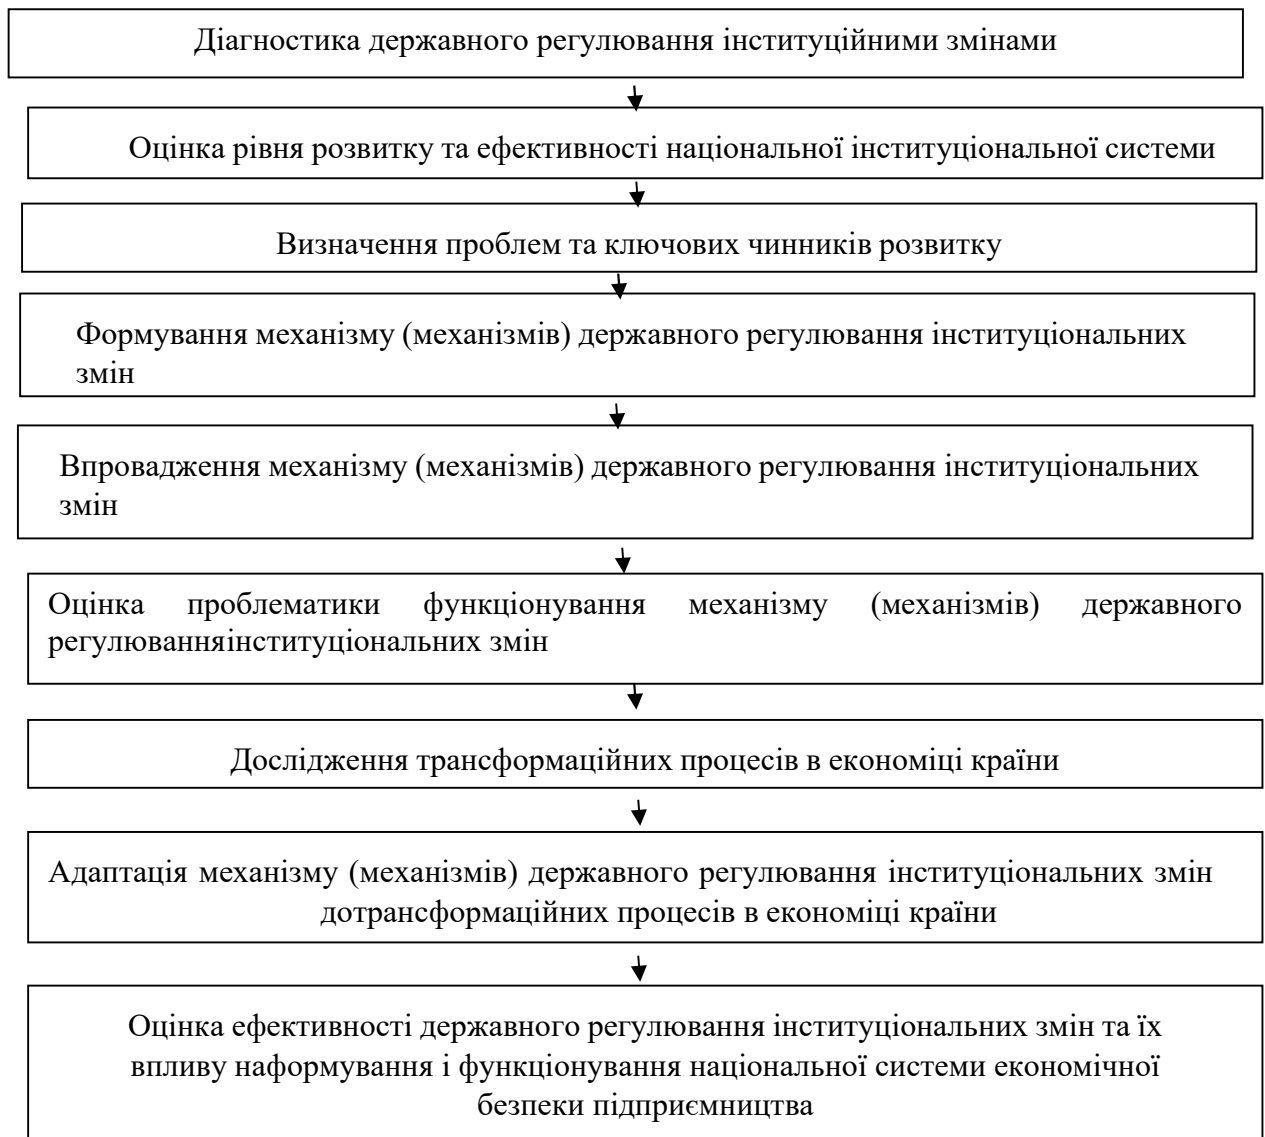 Діагностика державного регулювання інституційними змінами
Оцінка рівня розвитку та ефективності національної інституціональної системи
Визначення проблем та ключових чинників розвитку
Формування механізму (механізмів) державного регулювання інституціональних
змін
Впровадження механізму (механізмів) державного регулювання інституціональних
змін
Оцінка проблематики функціонування механізму (механізмів) державного
регулюванняінституціональних змін
Дослідження трансформаційних процесів в економіці країни
Адаптація механізму (механізмів) державного регулювання інституціональних змін
дотрансформаційних процесів в економіці країни
Оцінка ефективності державного регулювання інституціональних змін та їх
впливу наформування і функціонування національної системи економічної
безпеки підприємництва